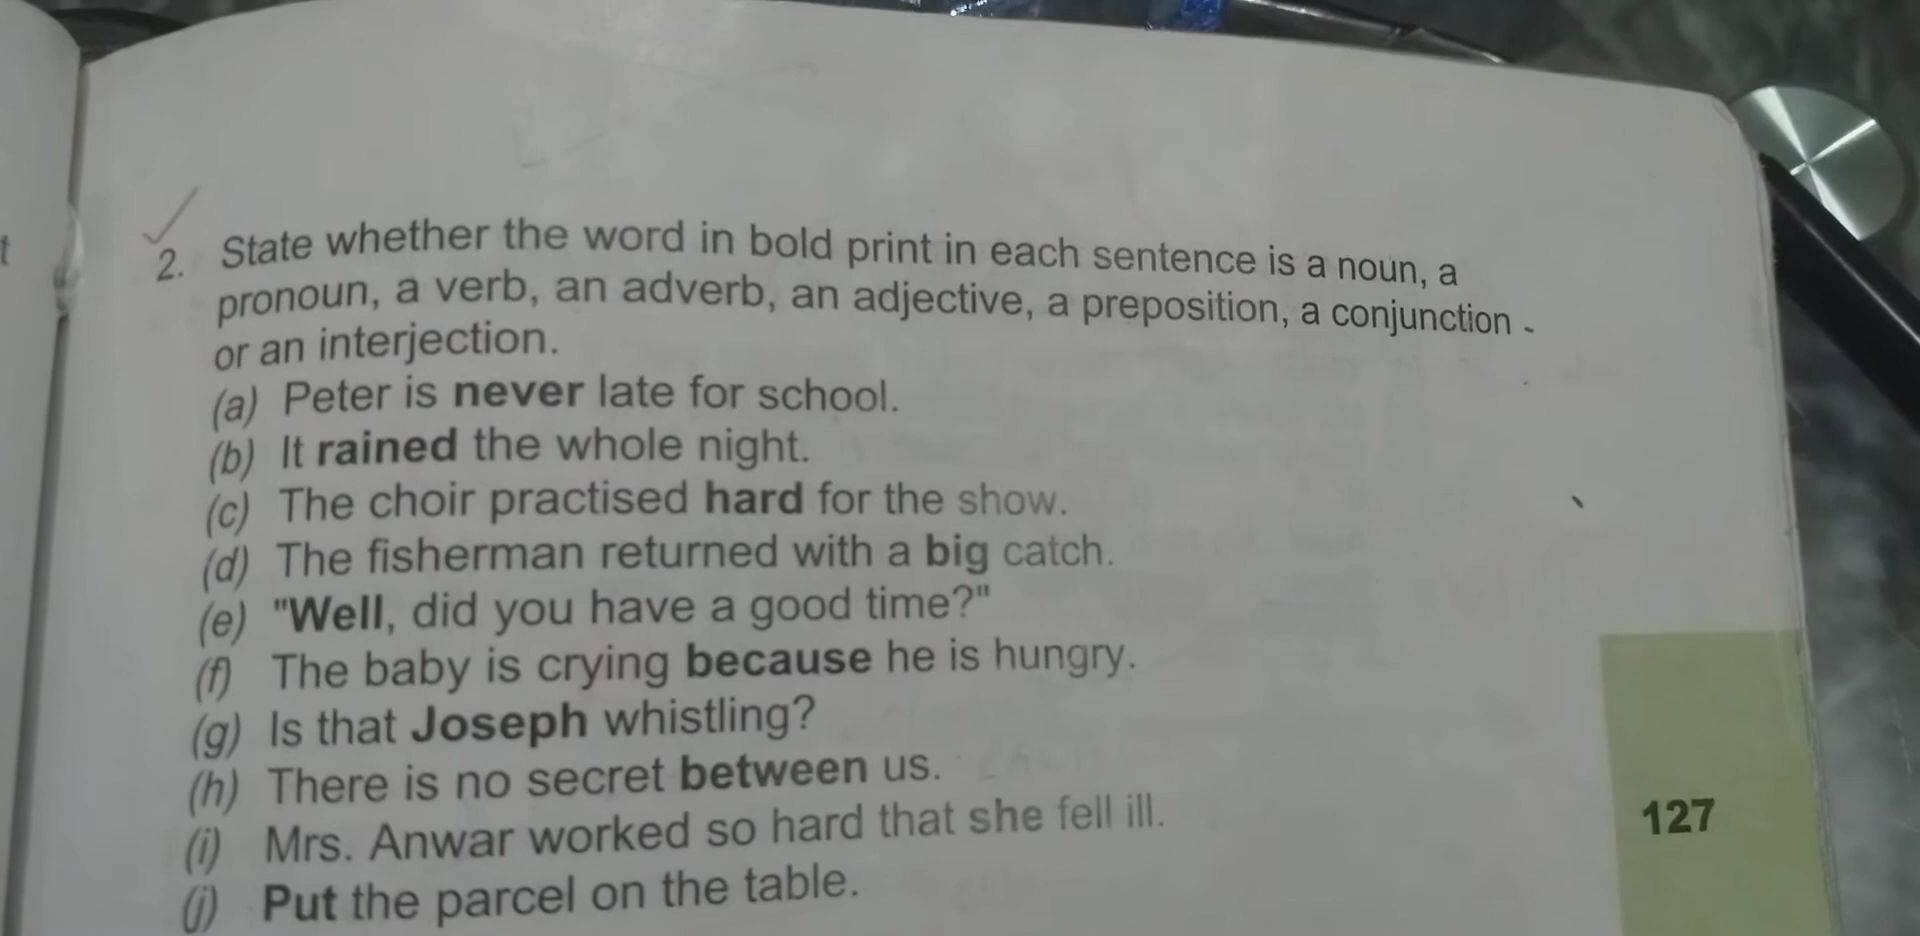 t
2. State whether the word in bold print in each sentence is a noun, a
pronoun, a verb, an adverb, an adjective, a preposition, a conjunction -
or an interjection.
(a) Peter is never late for school.
(b) It rained the whole night.
(c) The choir practised hard for the show.
(d) The fisherman returned with a big catch.
(e) "Well, did you have a good time?"
(f) The baby is crying because he is hungry.
(g) Is that Joseph whistling?
(h) There is no secret between us.
(i) Mrs. Anwar worked so hard that she fell ill.
(j) Put the parcel on the table.
127